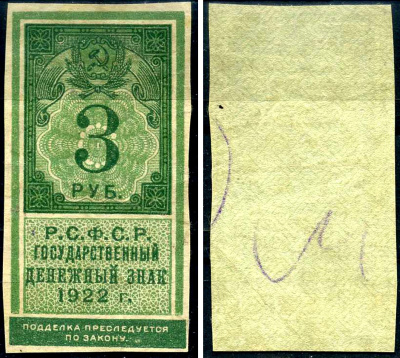 3
РУБ.
Р.С.Ф.С.Р.
ГОСУДАРСТВЕННЫЙ
ДЕНЕЖНЫЙ ЗНАК
1922 г.
ПОДДЕЛКА ПРЕСЛЕДУЕТСЯ
ПО ЗАКОНУ.